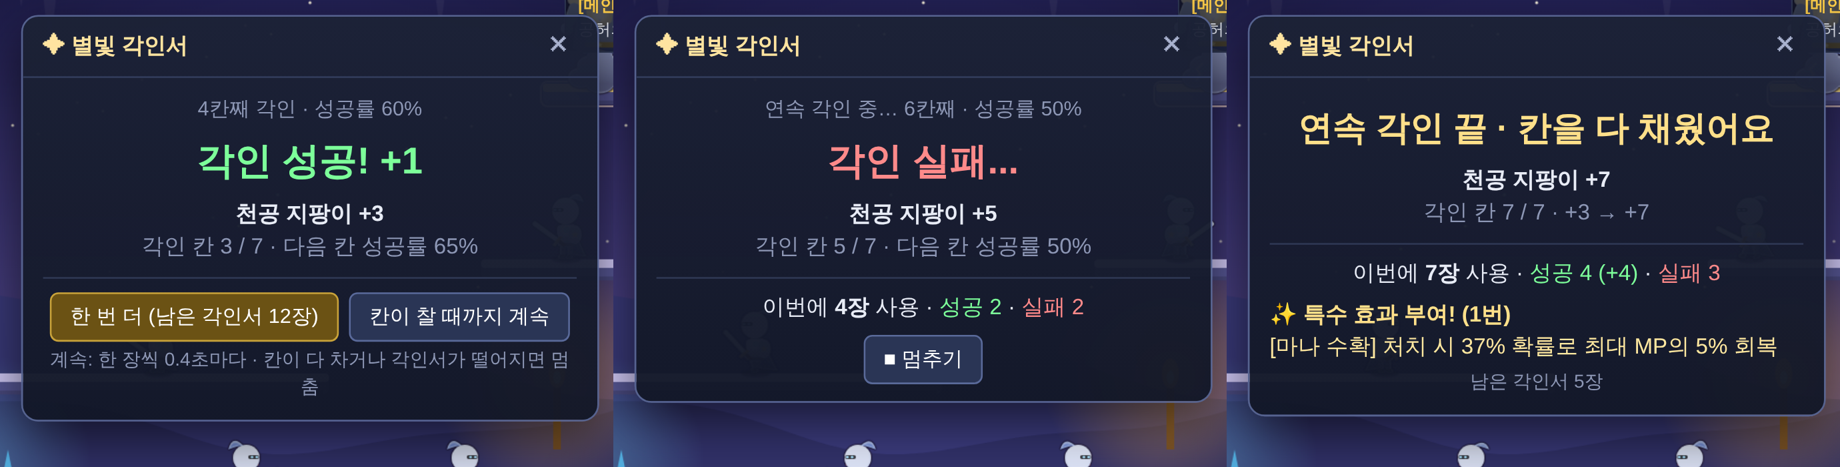 ✦ 별빛 각인서 ✕
4칸째 각인 · 성공률 60%
각인 성공! +1
천공 지팡이 +3
각인 칸 3 / 7 · 다음 칸 성공률 65%
한 번 더 (남은 각인서 12장)
칸이 찰 때까지 계속
계속: 한 장씩 0.4초마다 · 칸이 다 차거나 각인서가 떨어지면 멈
춤
[메인
✦ 별빛 각인서 ✕
연속 각인 중... 6칸째 · 성공률 50%
각인 실패...
천공 지팡이 +5
각인 칸 5 / 7 · 다음 칸 성공률 50%
이번에 4장 사용 · 성공 2 · 실패 2
■ 멈추기
[메인
✦ 별빛 각인서 ✕
연속 각인 끝 · 칸을 다 채웠어요
천공 지팡이 +7
각인 칸 7 / 7 · +3 → +7
이번에 7장 사용 · 성공 4 (+4) · 실패 3
✨ 특수 효과 부여! (1번)
[마나 수확] 처치 시 37% 확률로 최대 MP의 5% 회복
남은 각인서 5장
[메인